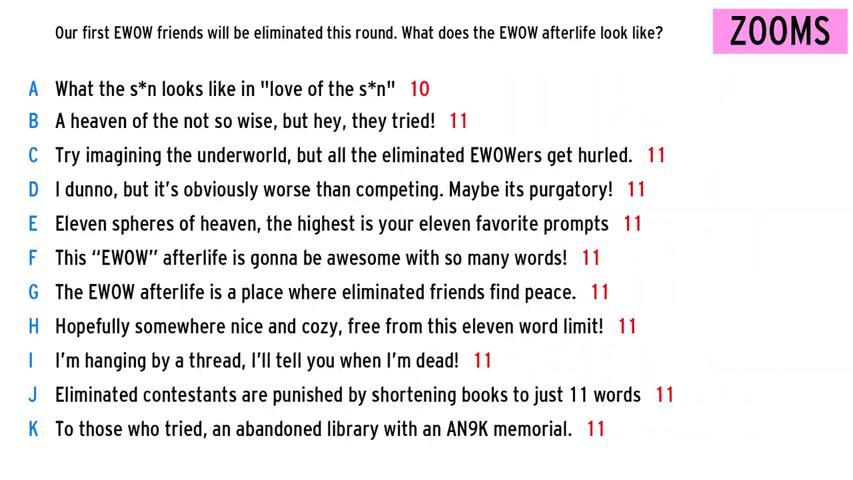 Our first EWOW friends will be eliminated this round. What does the EWOW afterlife look like?
ZOOMS
A What the s*n looks like in "love of the s*n" 10
B A heaven of the not so wise, but hey, they tried! 11
C Try imagining the underworld, but all the eliminated EWOWers get hurled. 11
D I dunno, but it's obviously worse than competing. Maybe its purgatory! 11
E Eleven spheres of heaven, the highest is your eleven favorite prompts 11
F This “EWOW” afterlife is gonna be awesome with so many words! 11
G The EWOW afterlife is a place where eliminated friends find peace. 11
H Hopefully somewhere nice and cozy, free from this eleven word limit! 11
I I'm hanging by a thread, I'll tell you when I'm dead! 11
J Eliminated contestants are punished by shortening books to just 11 words 11
K To those who tried, an abandoned library with an AN9K memorial. 11